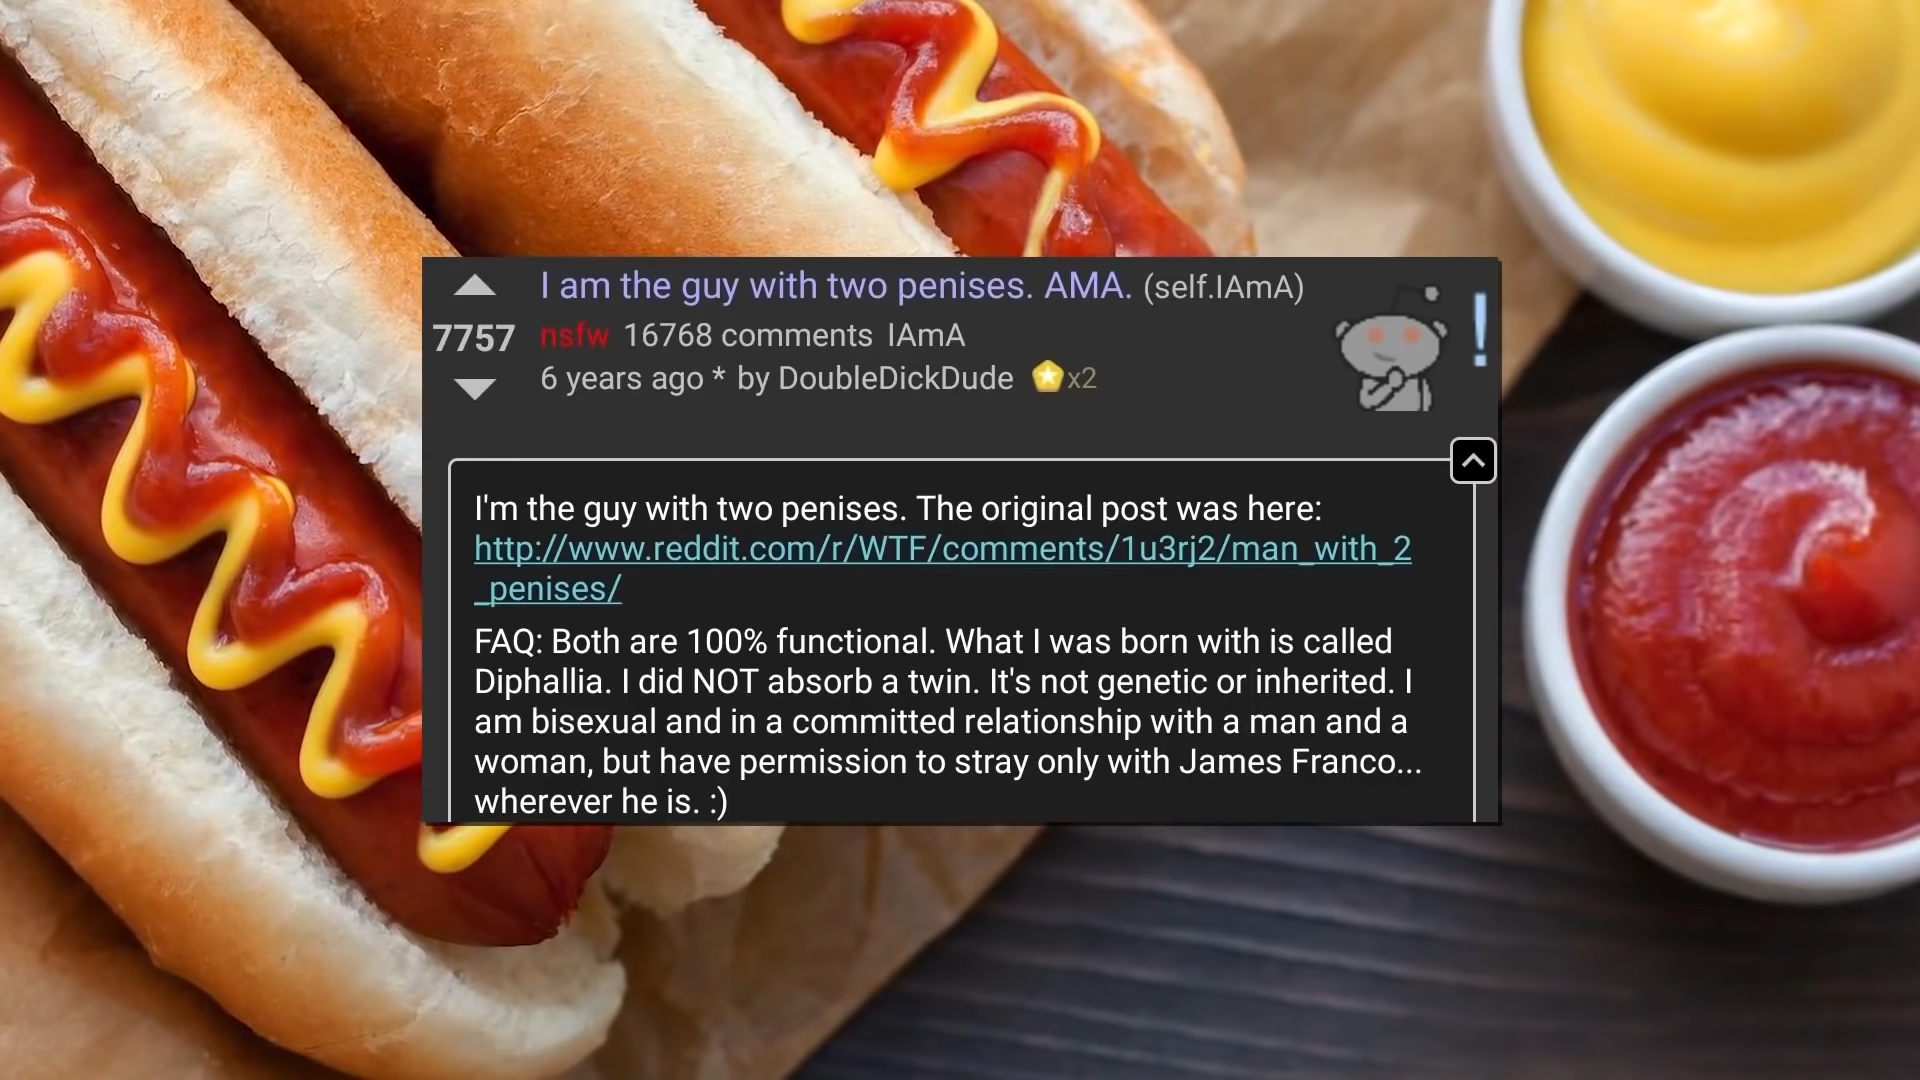 I am the guy with two penises. AMA. (self.IAmA)
7757
nsfw 16768 comments IAmA
6 years ago * by DoubleDickDude x2
I'm the guy with two penises. The original post was here:
http://www.reddit.com/r/WTF/comments/1u3rj2/man_with_2
_penises/
FAQ: Both are 100% functional. What I was born with is called
Diphallia. I did NOT absorb a twin. It's not genetic or inherited. I
am bisexual and in a committed relationship with a man and a
woman, but have permission to stray only with James Franco...
wherever he is. :)